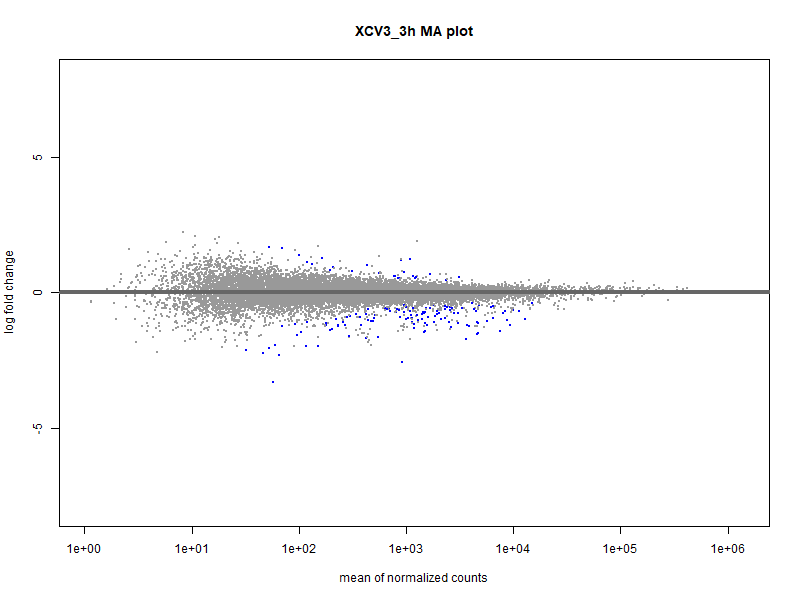 XCV3_3h MA plot
log fold change
5
0
-5
1e+00 1e+01 1e+02 1e+03 1e+04 1e+05 1e+06
mean of normalized counts